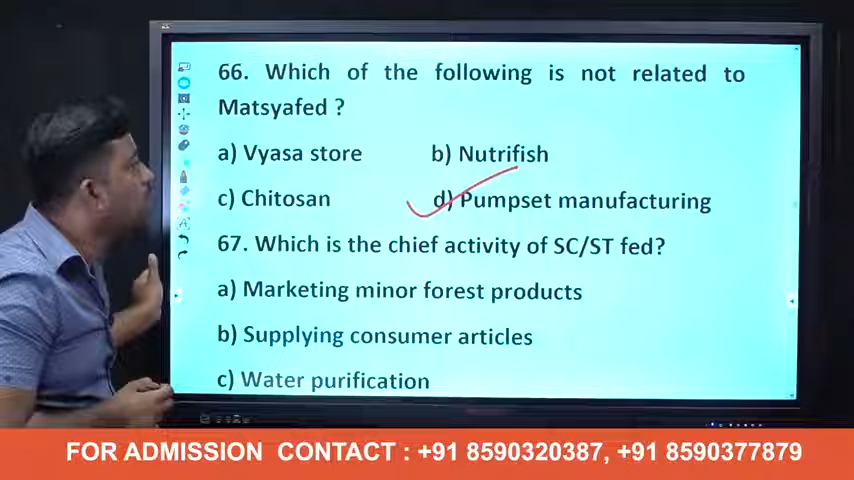 66. Which of the following is not related to
Matsyafed ?
a) Vyasa store b) Nutrifish
c) Chitosan d) Pumpset manufacturing
67. Which is the chief activity of SC/ST fed?
a) Marketing minor forest products
b) Supplying consumer articles
c) Water purification
FOR ADMISSION CONTACT : +91 8590320387, +91 8590377879